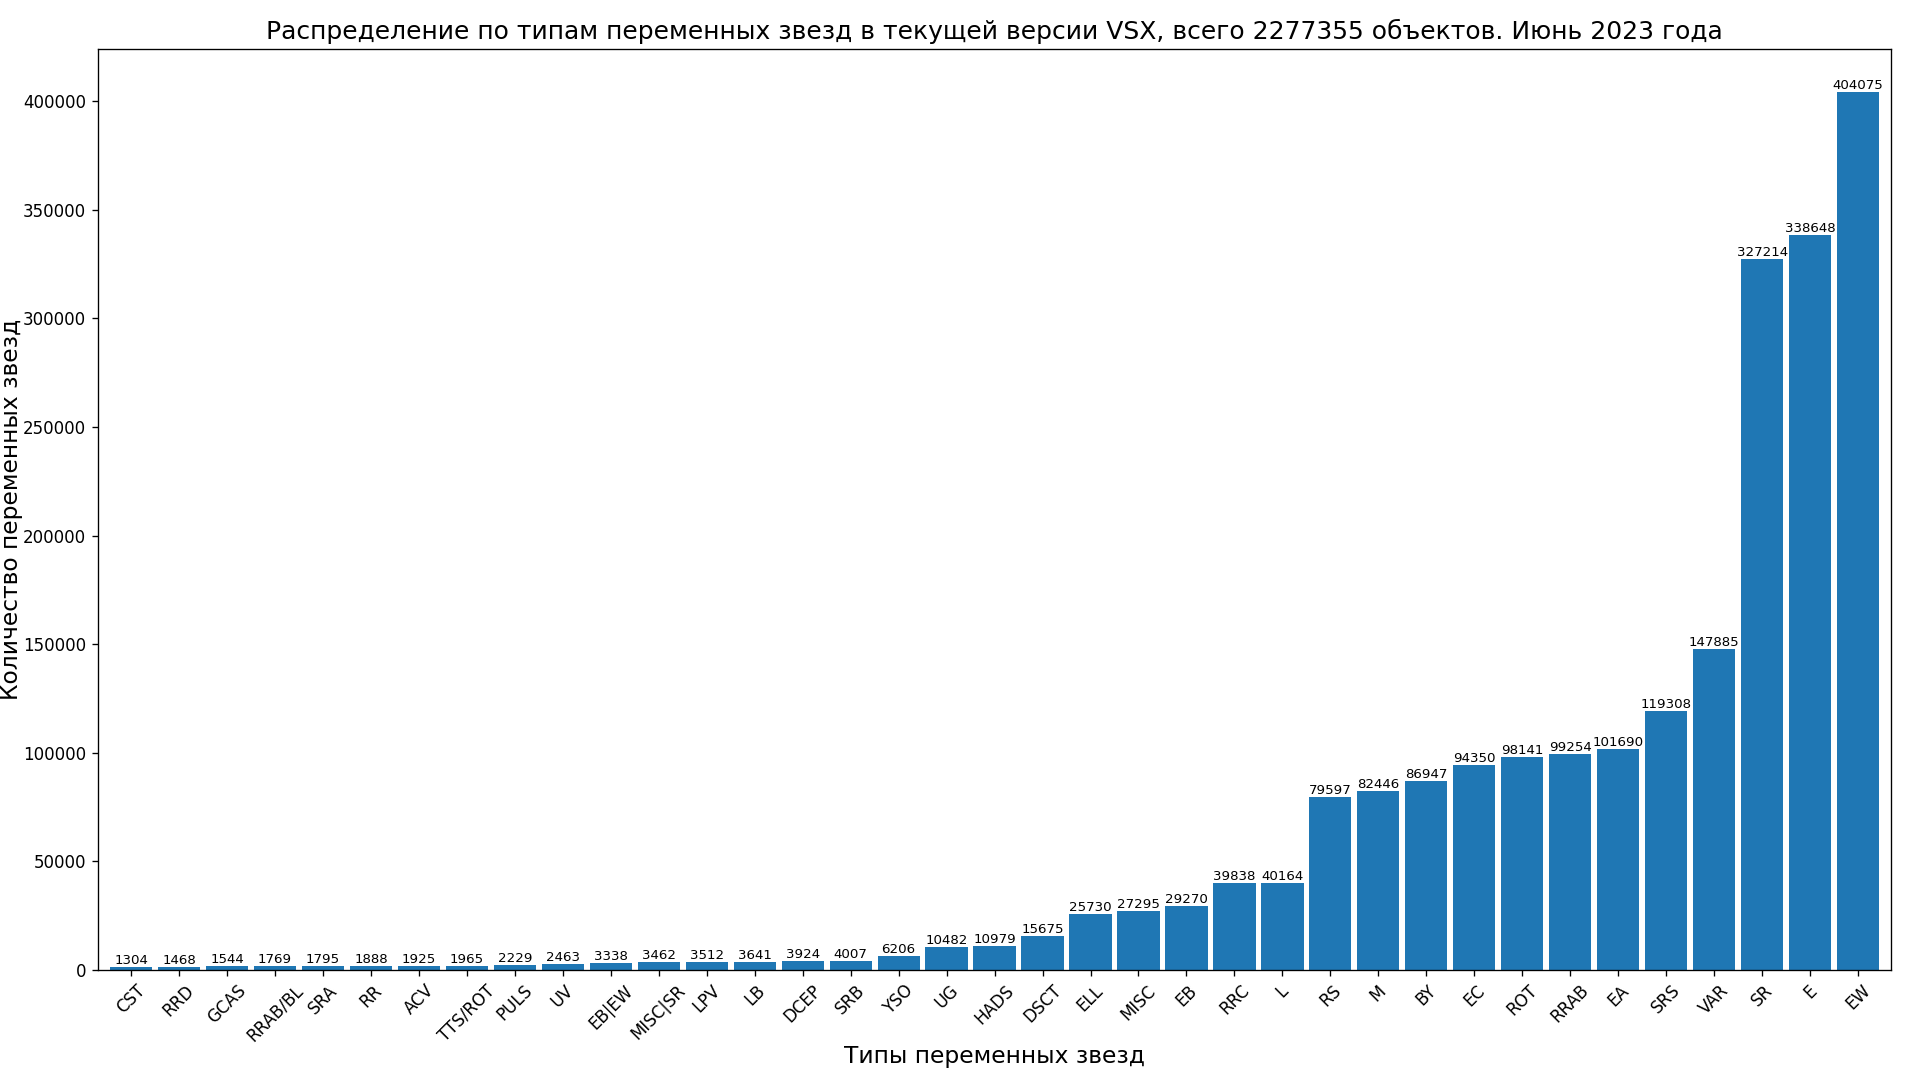 Распределение по типам переменных звезд в текущей версии VSX, всего 2277355 объектов. Июнь 2023 года
Количество переменных звезд
400000
350000
300000
250000
200000
150000
100000
50000
0
1304
1468
1544
1769
1795
1888
1925
1965
2229
2463
3338
3462
3512
3641
3924
4007
6206
10482
10979
15675
25730
27295
29270
39838
40164
79597
82446
86947
94350
98141
99254
101690
119308
147885
327214
338648
404075
CST
RRD
GCAS
RRAB/BL
SRA
RR
ACV
TTS/ROT
PULS
UV
EB|EW
MISC|SR
LPV
LB
DCEP
SRB
YSO
UG
HADS
DSCT
ELL
MISC
EB
RRC
L
RS
M
BY
EC
ROT
RRAB
EA
SRS
VAR
SR
E
EW
Типы переменных звезд